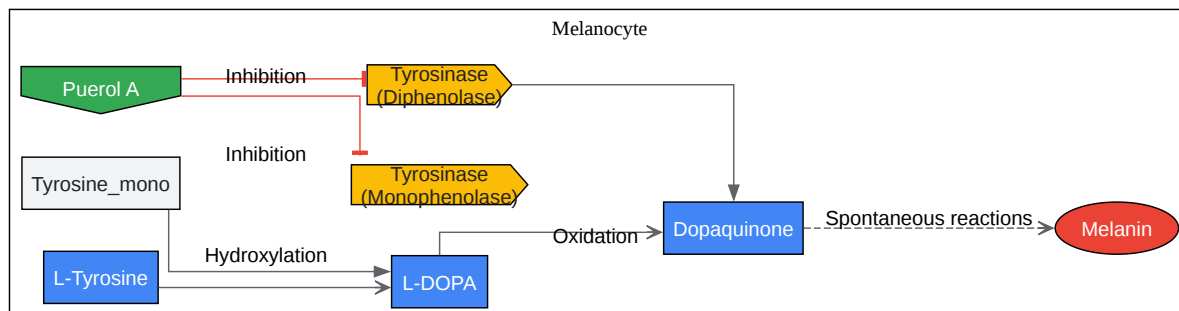 Melanocyte
Puerol A
Inhibition
Tyrosinase
(Diphenolase)
Inhibition
Tyrosine_mono
Tyrosinase
(Monophenolase)
Dopaquinone
Spontaneous reactions
Melanin
Oxidation
Hydroxylation
L-Tyrosine
L-DOPA